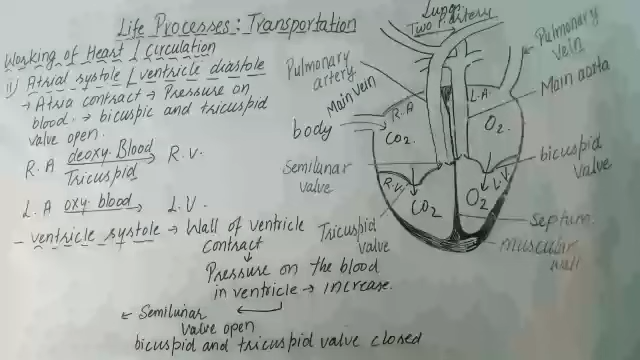 Life Processes: Transportation
Working of Heart / Circulation
ii) Atrial systole / ventricle diastole
→ Atria contract → Pressure on
blood. → bicuspic and tricuspid
valve open.
R.A deoxy. Blood R.V.
Tricuspid
L.A oxy. blood L.V.
- ventricle systole → Wall of ventricle
contract
Pressure on the blood
in ventricle → increase.
← Semilunar
valve open
bicuspid and tricuspid valve closed
Lungs
Two P. artery
Pulmonary
vein
Pulmonary
artery
Main vein
Main aorta
body
R.A
CO2.
L.A.
O2.
bicuspid
valve
Semilunar
valve
R.V.
CO2
L.V
O2
Tricuspid
valve
Septum.
muscular
wall